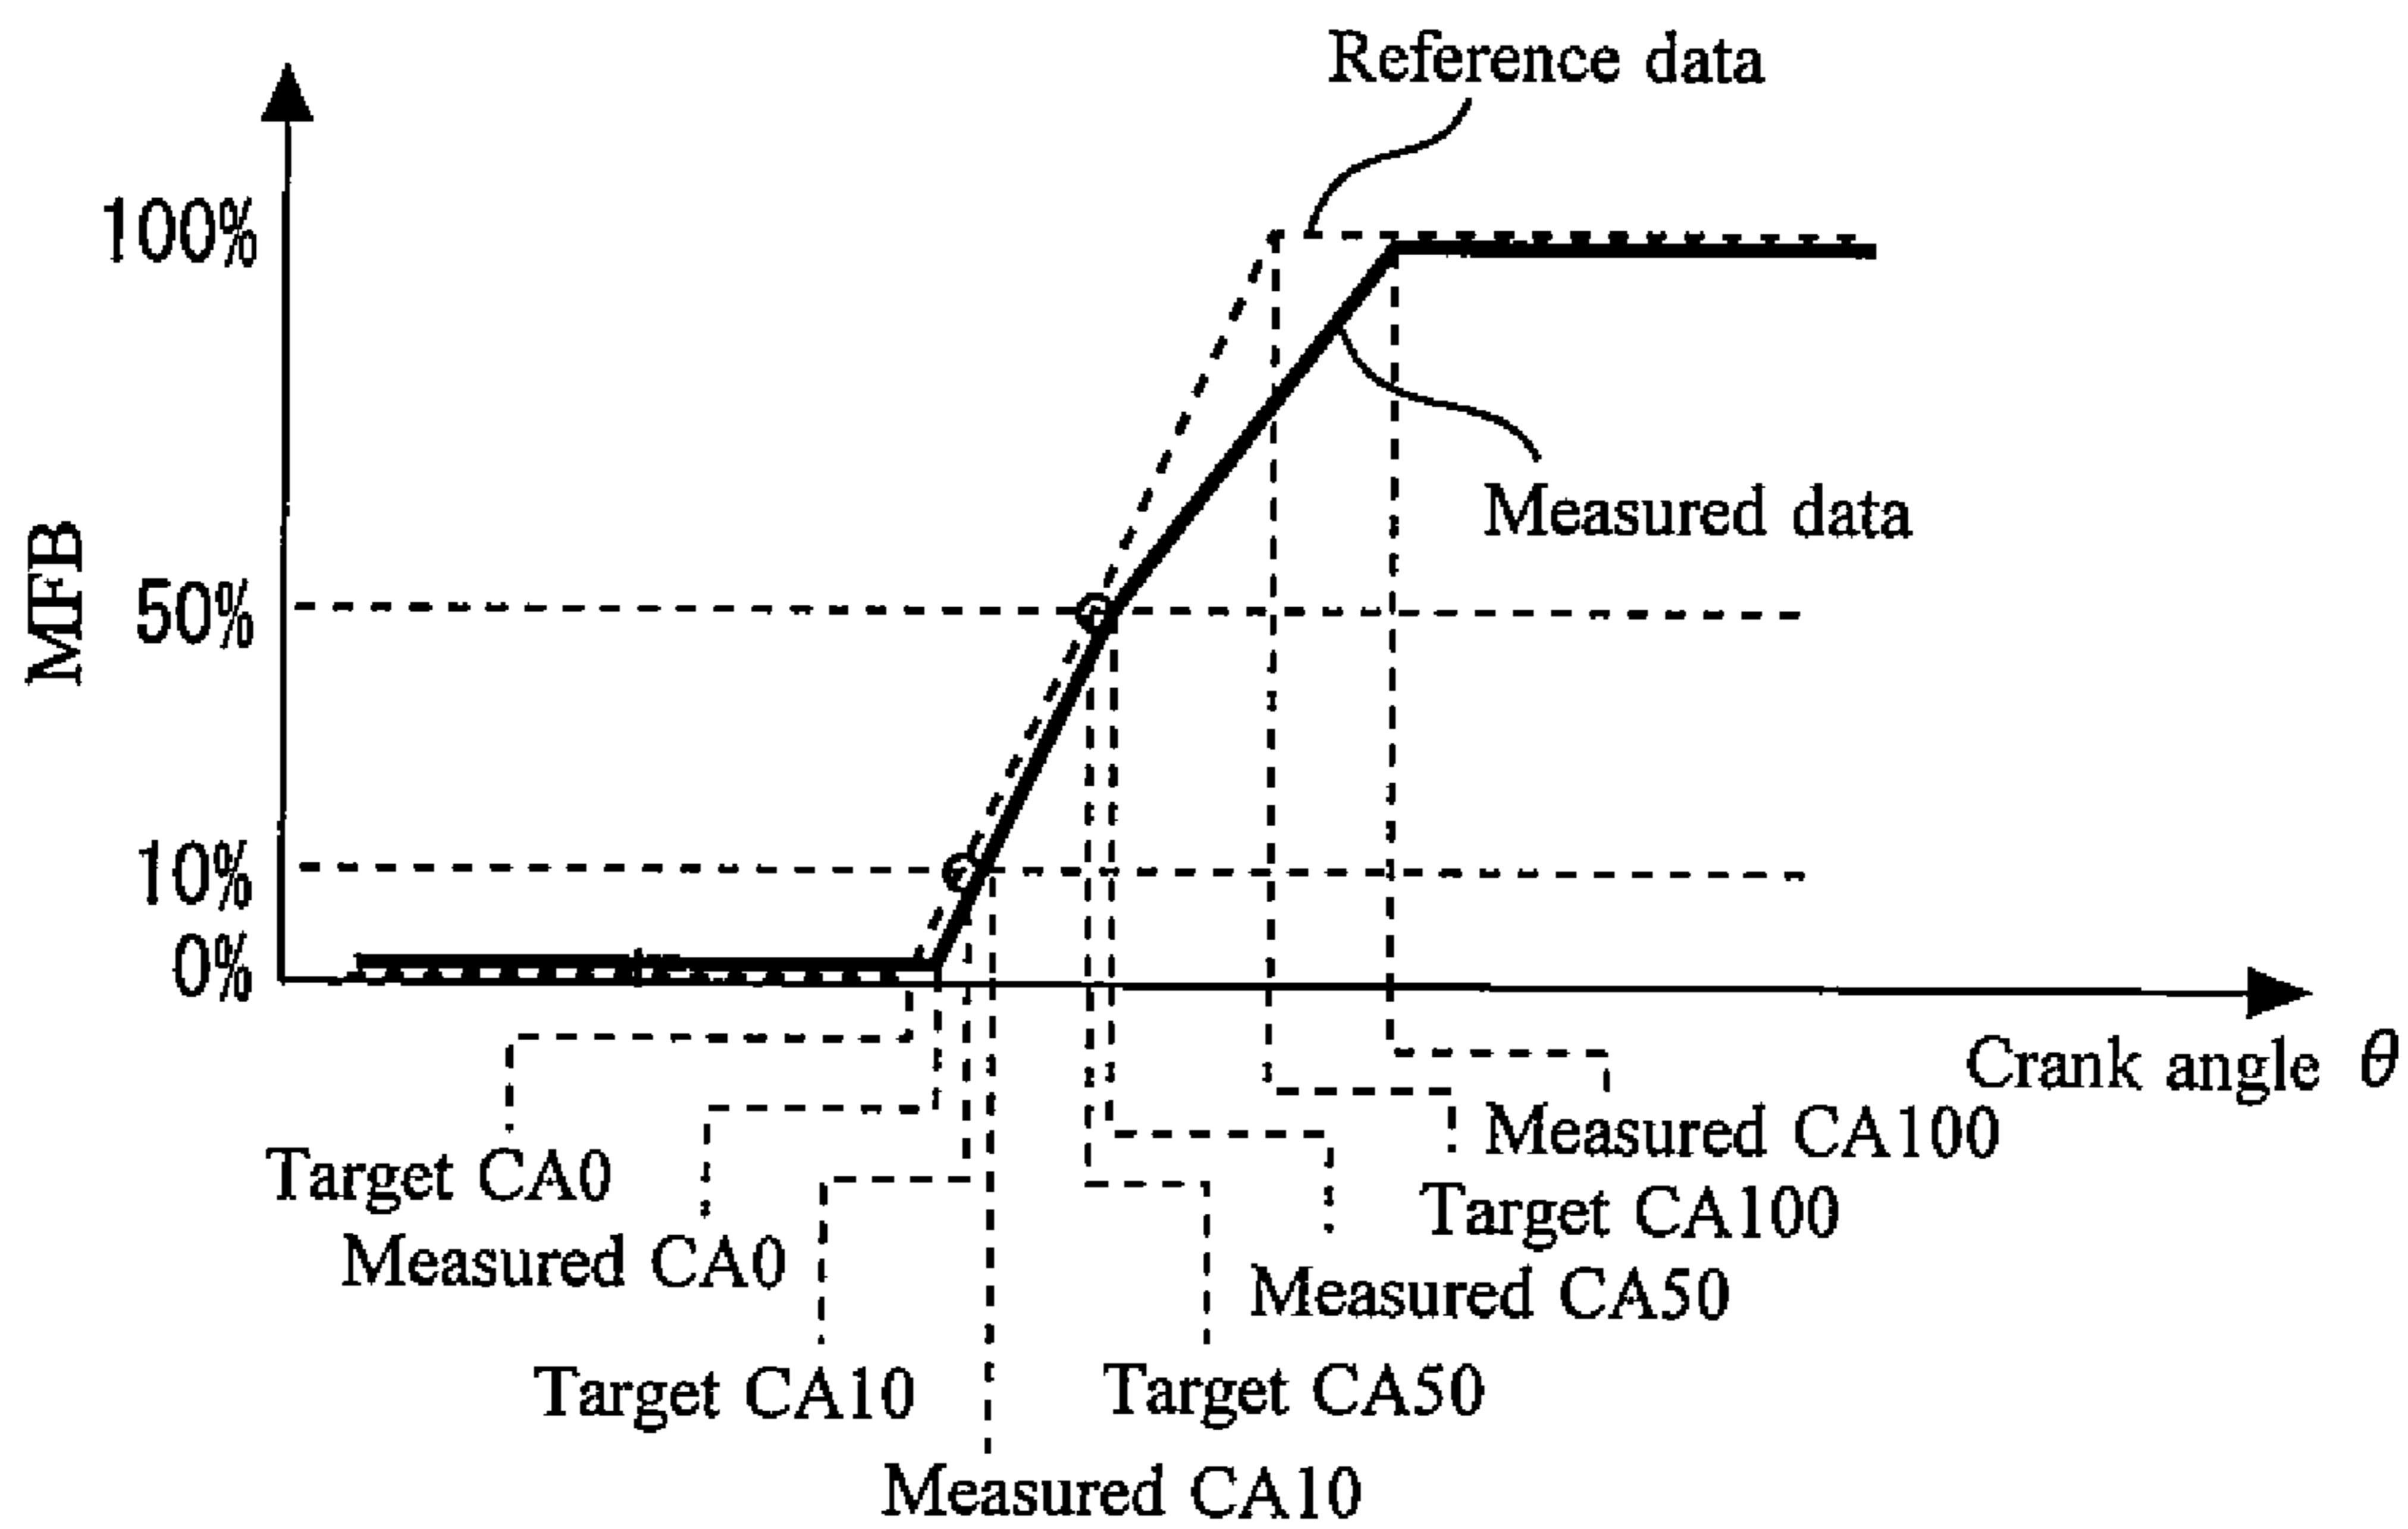 Reference data
100%
Measured data
MFB
50%
10%
0%
Crank angle θ
Measured CA100
Target CA0
Target CA100
Measured CA0
Measured CA50
Target CA10
Target CA50
Measured CA10